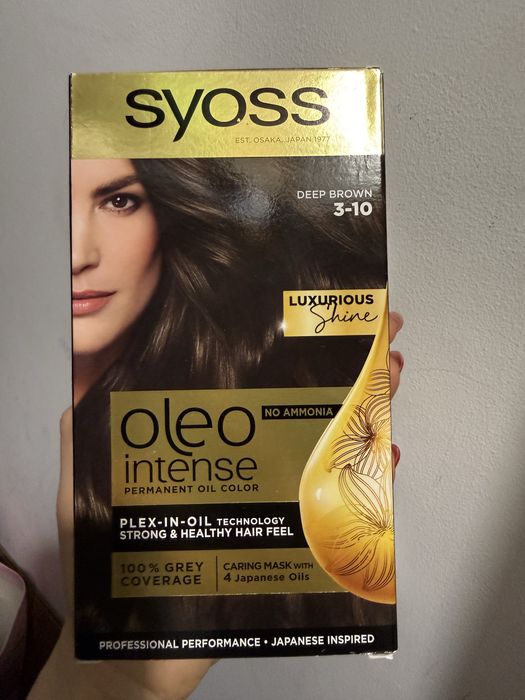 syoss
EST. OSAKA, JAPAN 1977
DEEP BROWN
3-10
LUXURIOUS
Shine
NO AMMONIA
oleo
intense
PERMANENT OIL COLOR
PLEX-IN-OIL TECHNOLOGY
STRONG & HEALTHY HAIR FEEL
100% GREY
COVERAGE
CARING MASK WITH
4 Japanese Oils
PROFESSIONAL PERFORMANCE • JAPANESE INSPIRED